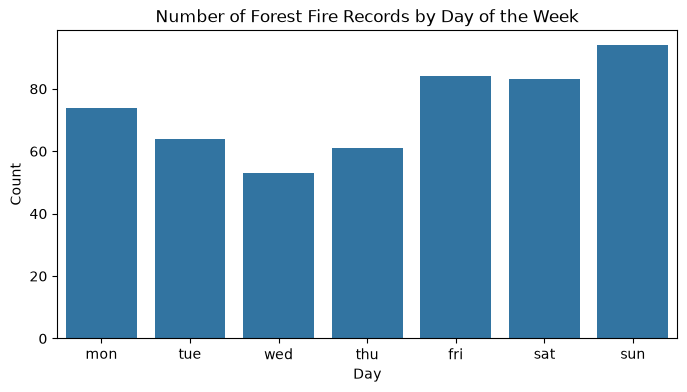 Number of Forest Fire Records by Day of the Week
Count
80
60
40
20
0
mon tue wed thu fri sat sun
Day